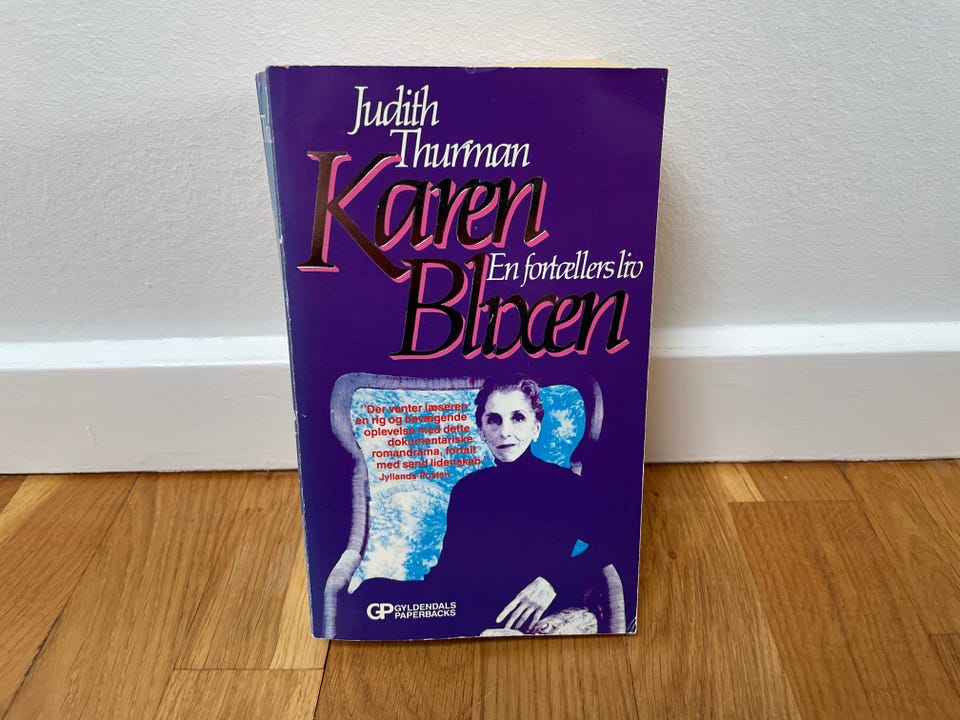 Judith
Thurman
Karen
En fortællers liv
Blixen
"Der venter læseren
en rig og bevægende
oplevelse med dette
dokumentariske
romandrama, fortalt
med sand lidenskab.
Jyllands-Posten
GP GYLDENDALS
PAPERBACKS